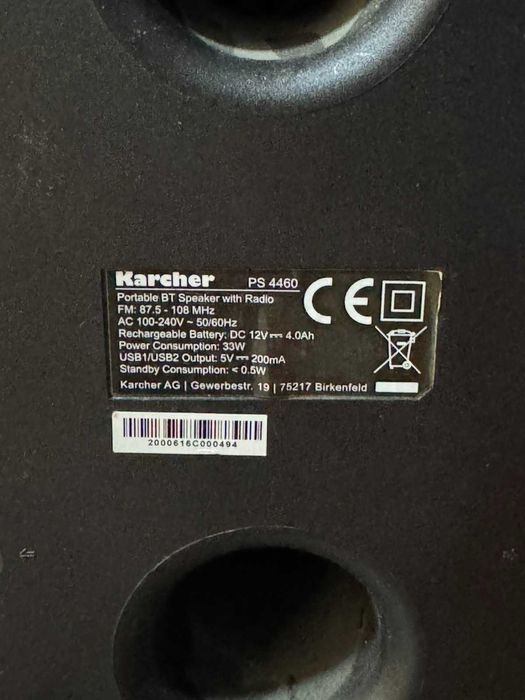 Karcher PS 4460
Portable BT Speaker with Radio
FM: 87.5 - 108 MHz
AC 100-240V ~ 50/60Hz
Rechargeable Battery: DC 12V⎓ 4.0Ah
Power Consumption: 33W
USB1/USB2 Output: 5V ⎓ 200mA
Standby Consumption: < 0.5W
Karcher AG | Gewerbestr. 19 | 75217 Birkenfeld
CE
2000616C000494